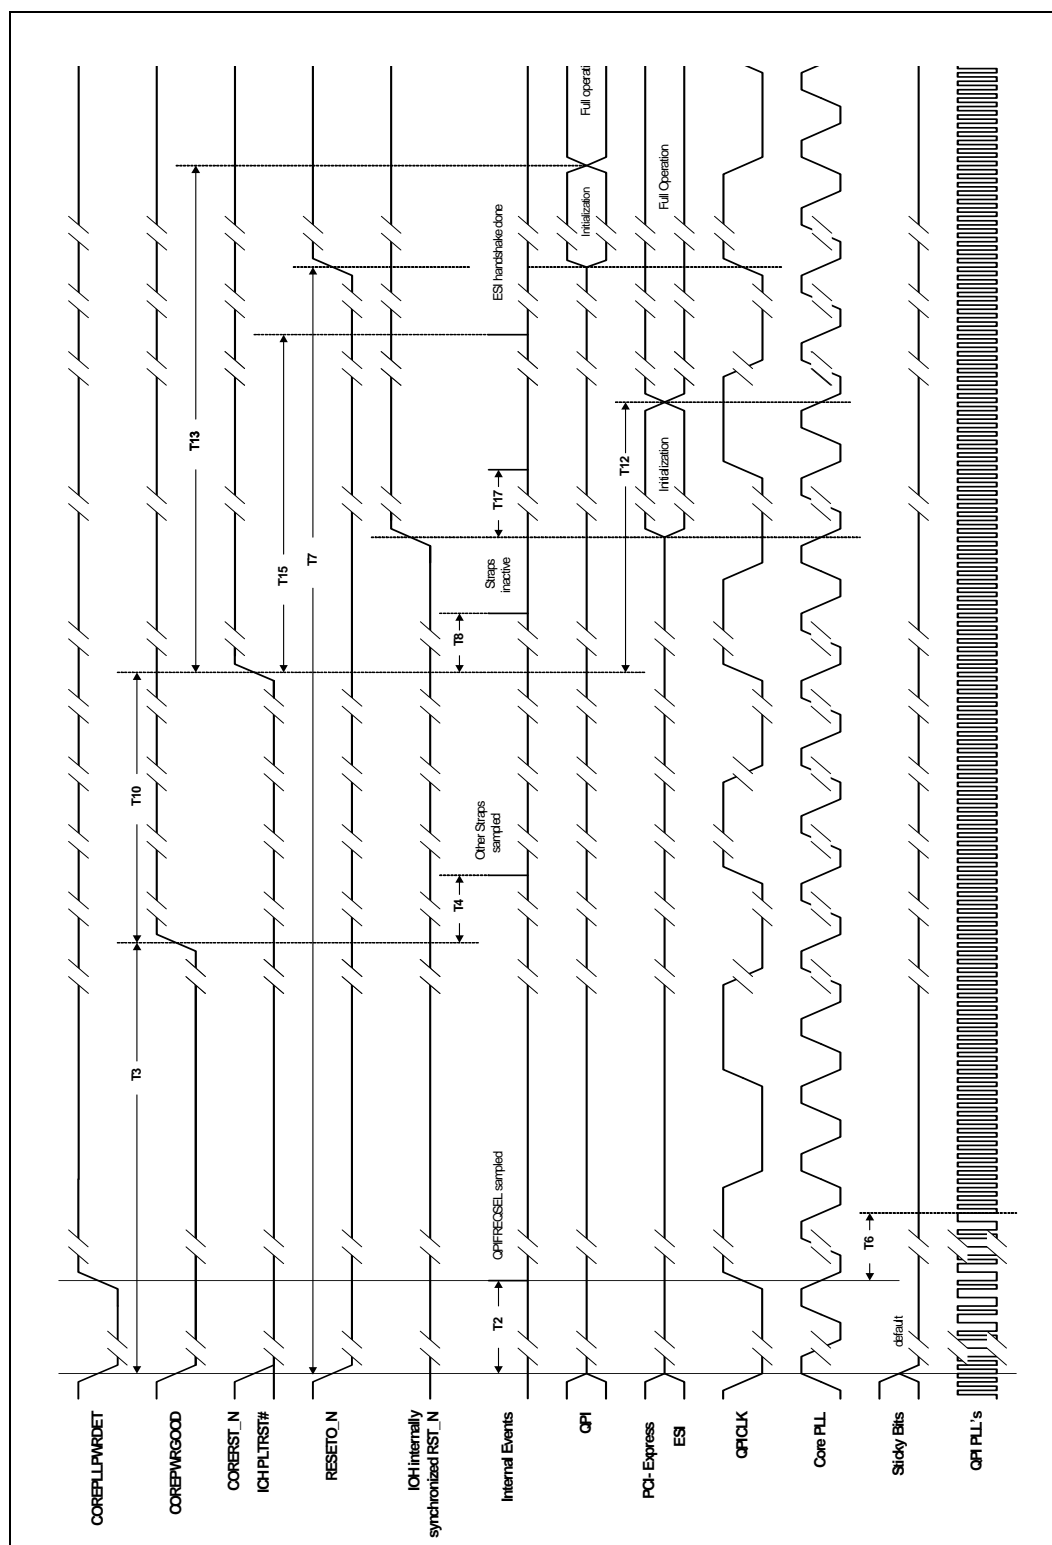 COREPLLPWRDET
COREPWRGOOD
CORERST_N
ICH PLTRST#
RESETO_N
IOH internally
synchronized RST_N
Internal Events
QPI
PCI-Express
ESI
QPICLK
Core PLL
Sticky Bits
QPI PLL's
T3
T10
T13
T15
T7
T2
QPIFREQSEL sampled
T4
Other Straps
sampled
T8
Straps
inactive
T17
ESI handshake done
Initialization
Full operati
T12
Initialization
Full Operation
default
T6